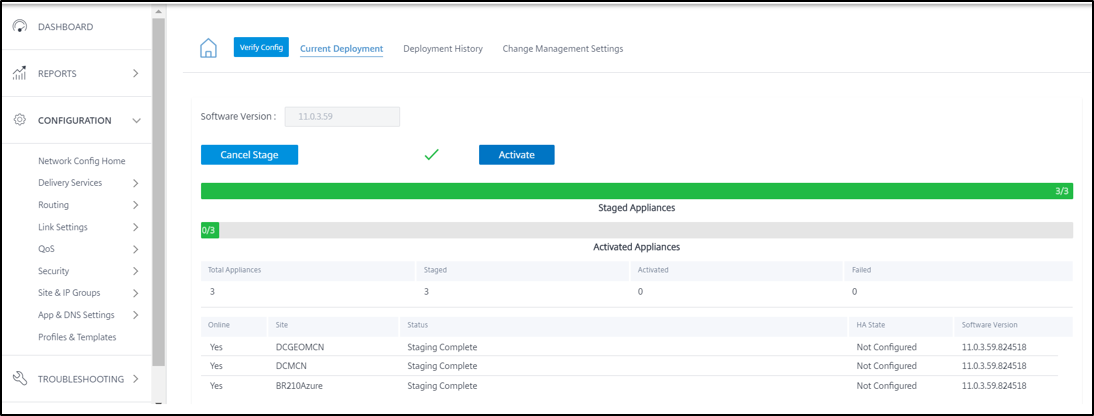 DASHBOARD
REPORTS
CONFIGURATION
Network Config Home
Delivery Services
Routing
Link Settings
QoS
Security
Site & IP Groups
App & DNS Settings
Profiles & Templates
TROUBLESHOOTING
Verify Config Current Deployment Deployment History Change Management Settings
Software Version : 11.0.3.59
Cancel Stage Activate
3/3
Staged Appliances
0/3
Activated Appliances
Total Appliances Staged Activated Failed
3 3 0 0
Online Site Status HA State Software Version
Yes DCGEOMCN Staging Complete Not Configured 11.0.3.59.824518
Yes DCMCN Staging Complete Not Configured 11.0.3.59.824518
Yes BR210Azure Staging Complete Not Configured 11.0.3.59.824518